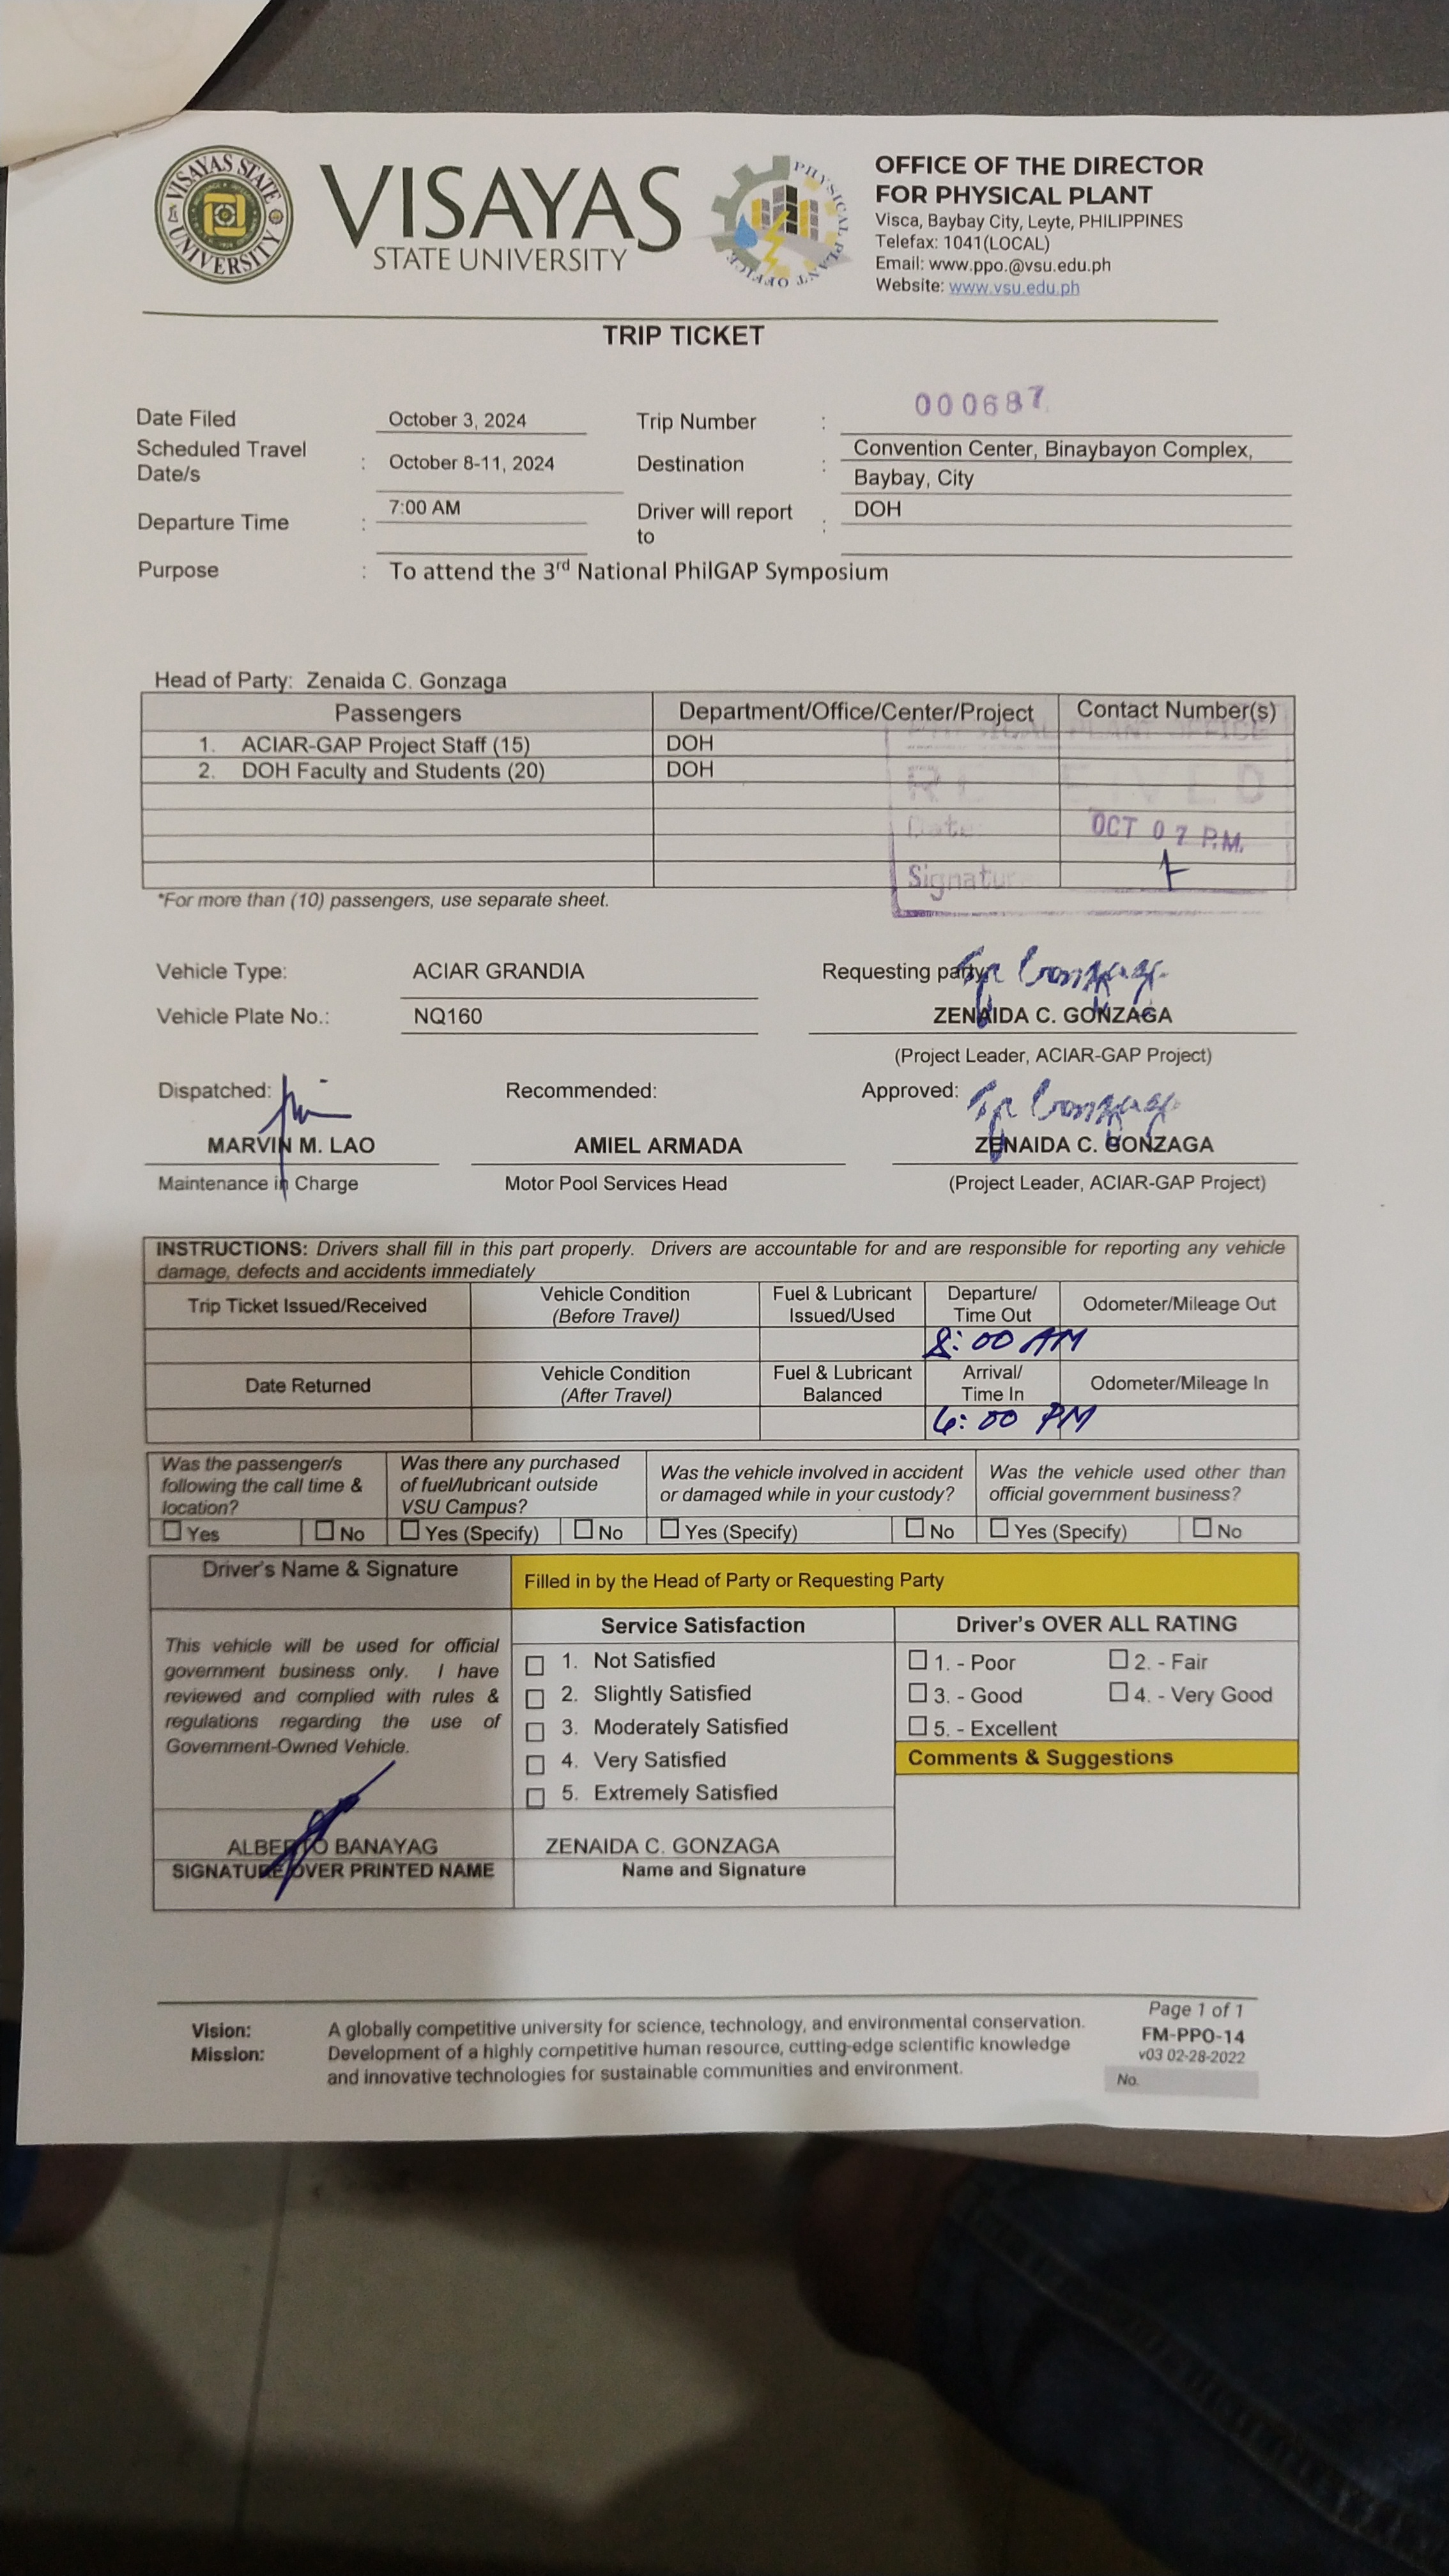 VISAYAS STATE UNIVERSITY
VISAYAS
STATE UNIVERSITY
PHYSICAL PLANT OFFICE
OFFICE OF THE DIRECTOR
FOR PHYSICAL PLANT
Visca, Baybay City, Leyte, PHILIPPINES
Telefax: 1041(LOCAL)
Email: www.ppo.@vsu.edu.ph
Website: www.vsu.edu.ph
TRIP TICKET
000687
Date Filed October 3, 2024 Trip Number :
Scheduled Travel Date/s : October 8-11, 2024 Destination : Convention Center, Binaybayon Complex,
Baybay, City
Departure Time : 7:00 AM Driver will report to : DOH
Purpose : To attend the 3rd National PhilGAP Symposium
Head of Party: Zenaida C. Gonzaga
Passengers Department/Office/Center/Project Contact Number(s)
1. ACIAR-GAP Project Staff (15) DOH
2. DOH Faculty and Students (20) DOH
PHYSICAL PLANT OFFICE
RECEIVED
Date: OCT 07 P.M.
Signatur
*For more than (10) passengers, use separate sheet.
Vehicle Type: ACIAR GRANDIA Requesting party:
Vehicle Plate No.: NQ160 ZENAIDA C. GONZAGA
(Project Leader, ACIAR-GAP Project)
Dispatched: Recommended: Approved:
MARVIN M. LAO AMIEL ARMADA ZENAIDA C. GONZAGA
Maintenance in Charge Motor Pool Services Head (Project Leader, ACIAR-GAP Project)
INSTRUCTIONS: Drivers shall fill in this part properly. Drivers are accountable for and are responsible for reporting any vehicle
damage, defects and accidents immediately
Trip Ticket Issued/Received Vehicle Condition (Before Travel) Fuel & Lubricant Issued/Used Departure/ Time Out Odometer/Mileage Out
8:00 AM
Date Returned Vehicle Condition (After Travel) Fuel & Lubricant Balanced Arrival/ Time In Odometer/Mileage In
6:00 PM
Was the passenger/s following the call time & location? Was there any purchased of fuel/lubricant outside VSU Campus? Was the vehicle involved in accident or damaged while in your custody? Was the vehicle used other than official government business?
Yes No Yes (Specify) No Yes (Specify) No Yes (Specify) No
Driver's Name & Signature Filled in by the Head of Party or Requesting Party
Service Satisfaction Driver's OVER ALL RATING
This vehicle will be used for official
government business only. I have
reviewed and complied with rules &
regulations regarding the use of
Government-Owned Vehicle.
1. Not Satisfied
2. Slightly Satisfied
3. Moderately Satisfied
4. Very Satisfied
5. Extremely Satisfied
1. - Poor 2. - Fair
3. - Good 4. - Very Good
5. - Excellent
Comments & Suggestions
ALBERTO BANAYAG ZENAIDA C. GONZAGA
SIGNATURE OVER PRINTED NAME Name and Signature
Vision: A globally competitive university for science, technology, and environmental conservation.
Mission: Development of a highly competitive human resource, cutting-edge scientific knowledge
and innovative technologies for sustainable communities and environment.
Page 1 of 1
FM-PPO-14
v03 02-28-2022
No.